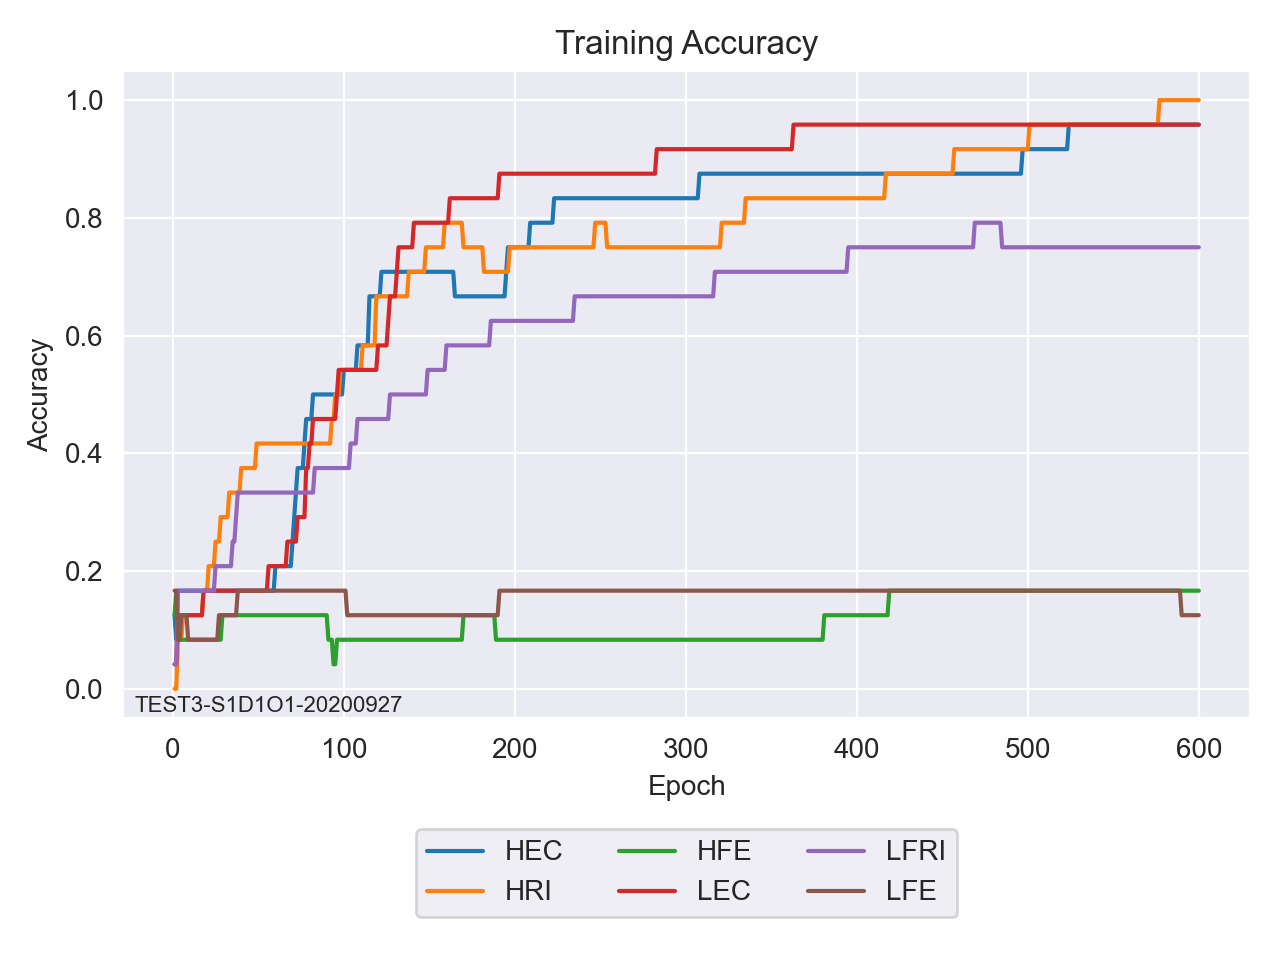 Training Accuracy
Accuracy
1.0
0.8
0.6
0.4
0.2
0.0
TEST3-S1D1O1-20200927
0 100 200 300 400 500 600
Epoch
HEC HFE LFRI
HRI LEC LFE